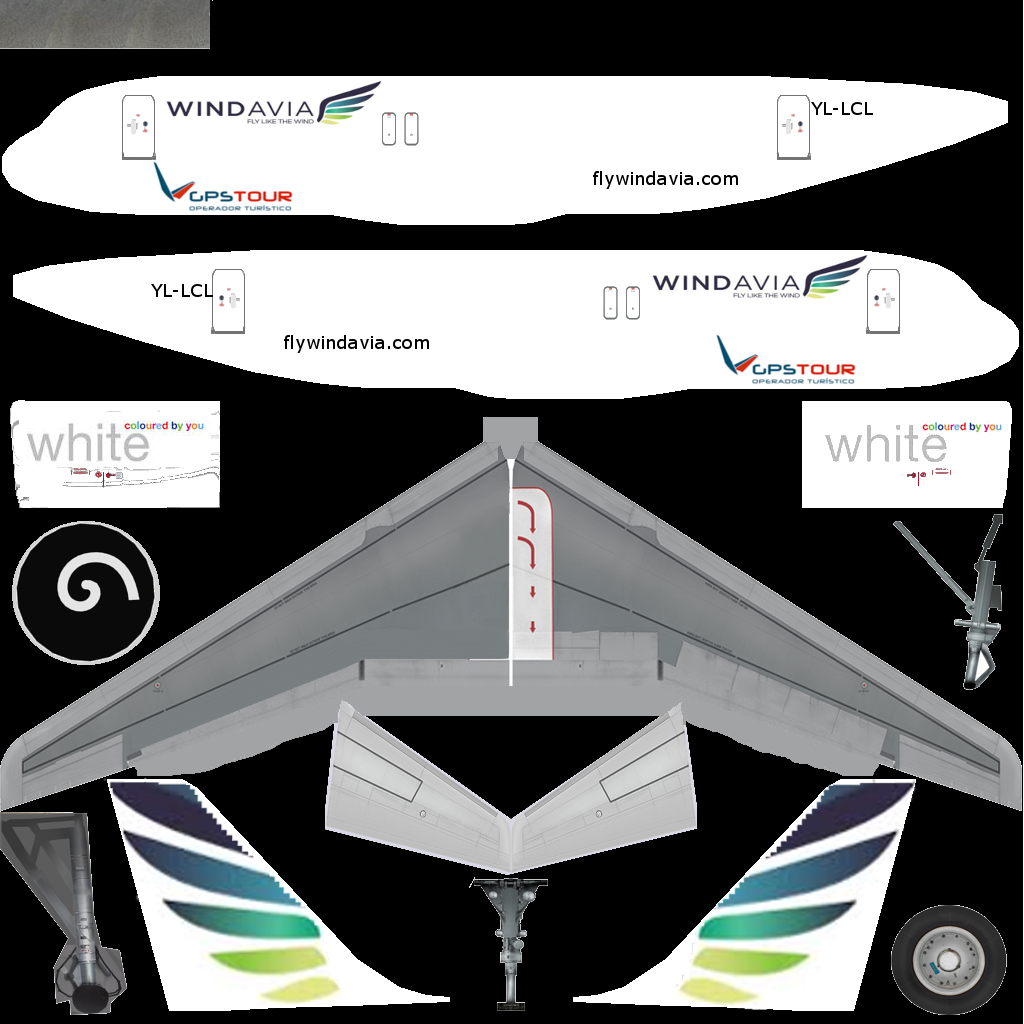 WINDAVIA
FLY LIKE THE WIND
YL-LCL
flywindavia.com
GPSTOUR
OPERADOR TURÍSTICO
WINDAVIA
FLY LIKE THE WIND
YL-LCL
flywindavia.com
GPSTOUR
OPERADOR TURÍSTICO
coloured by you
white
coloured by you
white